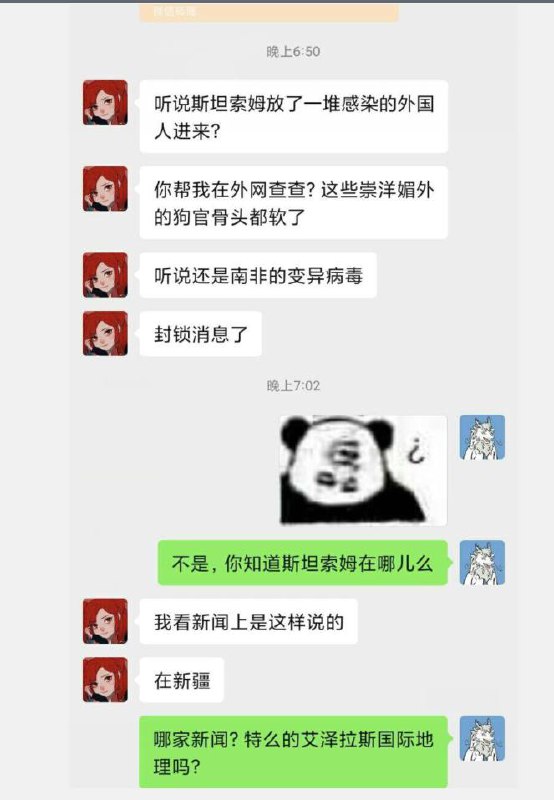 晚上6:50
听说斯坦索姆放了一堆感染的外国
人进来?
你帮我在外网查查? 这些崇洋媚外
的狗官骨头都软了
听说还是南非的变异病毒
封锁消息了
晚上7:02
¿
不是, 你知道斯坦索姆在哪儿么
我看新闻上是这样说的
在新疆
哪家新闻? 特么的艾泽拉斯国际地
理吗?